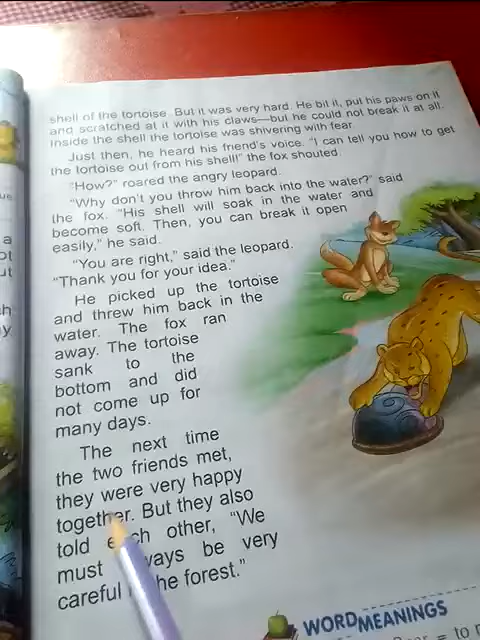 shell of the tortoise. But it was very hard. He bit it, put his paws on it
and scratched at it with his claws—but he could not break it at all.
Inside the shell the tortoise was shivering with fear.
Just then, he heard his friend's voice. "I can tell you how to get
the tortoise out from his shell!" the fox shouted.
"How?" roared the angry leopard.
"Why don't you throw him back into the water?" said
the fox. "His shell will soak in the water and
become soft. Then, you can break it open
easily," he said.
"You are right," said the leopard.
"Thank you for your idea."
He picked up the tortoise
and threw him back in the
water. The fox ran
away. The tortoise
sank to the
bottom and did
not come up for
many days.
The next time
the two friends met,
they were very happy
together. But they also
told each other, "We
must be very
careful he forest."
WORD MEANINGS